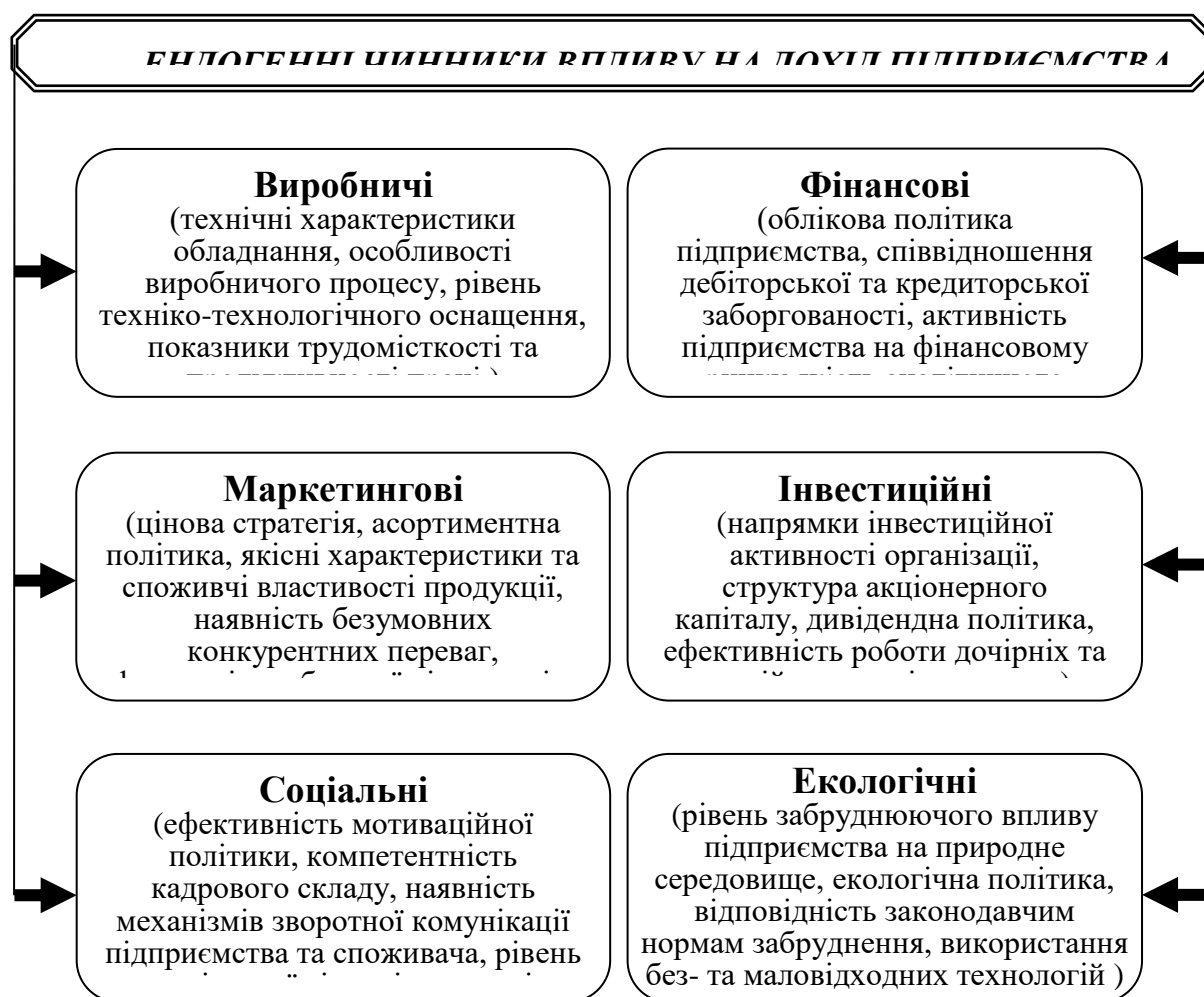 ЕНДОГЕННІ ЧИННИКИ ВПЛИВУ НА ДОХІД ПІДПРИЄМСТВА
Виробничі
(технічні характеристики
обладнання, особливості
виробничого процесу, рівень
техніко-технологічного оснащення,
показники трудомісткості та
Фінансові
(облікова політика
підприємства, співвідношення
дебіторської та кредиторської
заборгованості, активність
підприємства на фінансовому
Маркетингові
(цінова стратегія, асортиментна
політика, якісні характеристики та
споживчі властивості продукції,
наявність безумовних
конкурентних переваг,
Інвестиційні
(напрямки інвестиційної
активності організації,
структура акціонерного
капіталу, дивідендна політика,
ефективність роботи дочірніх та
Соціальні
(ефективність мотиваційної
політики, компетентність
кадрового складу, наявність
механізмів зворотної комунікації
підприємства та споживача, рівень
Екологічні
(рівень забруднюючого впливу
підприємства на природне
середовище, екологічна політика,
відповідність законодавчим
нормам забруднення, використання
без- та маловідходних технологій )